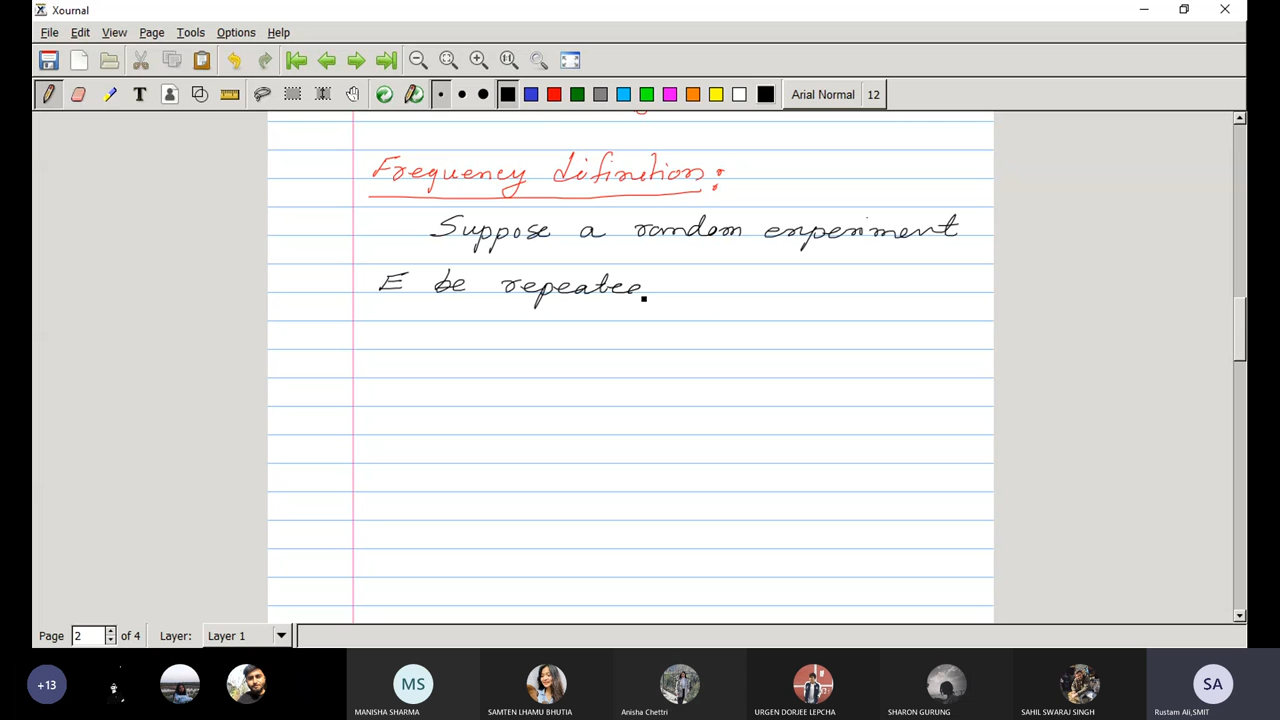 Xournal
File Edit View Page Tools Options Help
Arial Normal 12
Frequency definition:
Suppose a random experiment
E be repeated
Page 2 of 4 Layer: Layer 1
+13 MS SA
MANISHA SHARMA SAMTEN LHAMU BHUTIA Anisha Chettri URGEN DORJEE LEPCHA SHARON GURUNG SAHIL SWARAJ SINGH Rustam Ali,SMIT